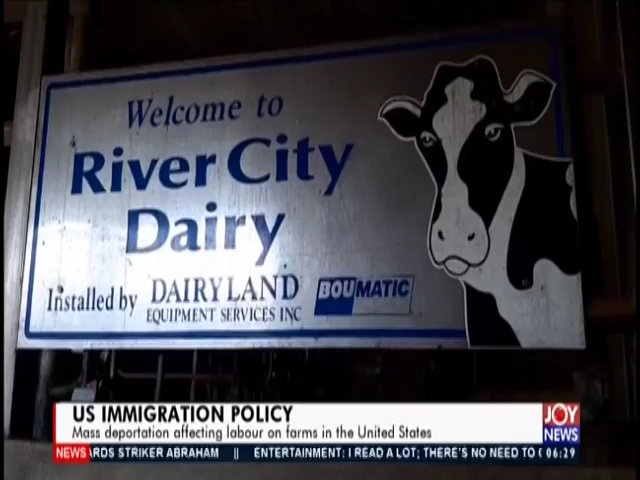 Welcome to
River City
Dairy
Installed by DAIRYLAND
EQUIPMENT SERVICES INC
BOUMATIC
US IMMIGRATION POLICY
Mass deportation affecting labour on farms in the United States
JOY
NEWS
NEWS ARDS STRIKER ABRAHAM || ENTERTAINMENT: I READ A LOT; THERE'S NO NEED TO 06:29